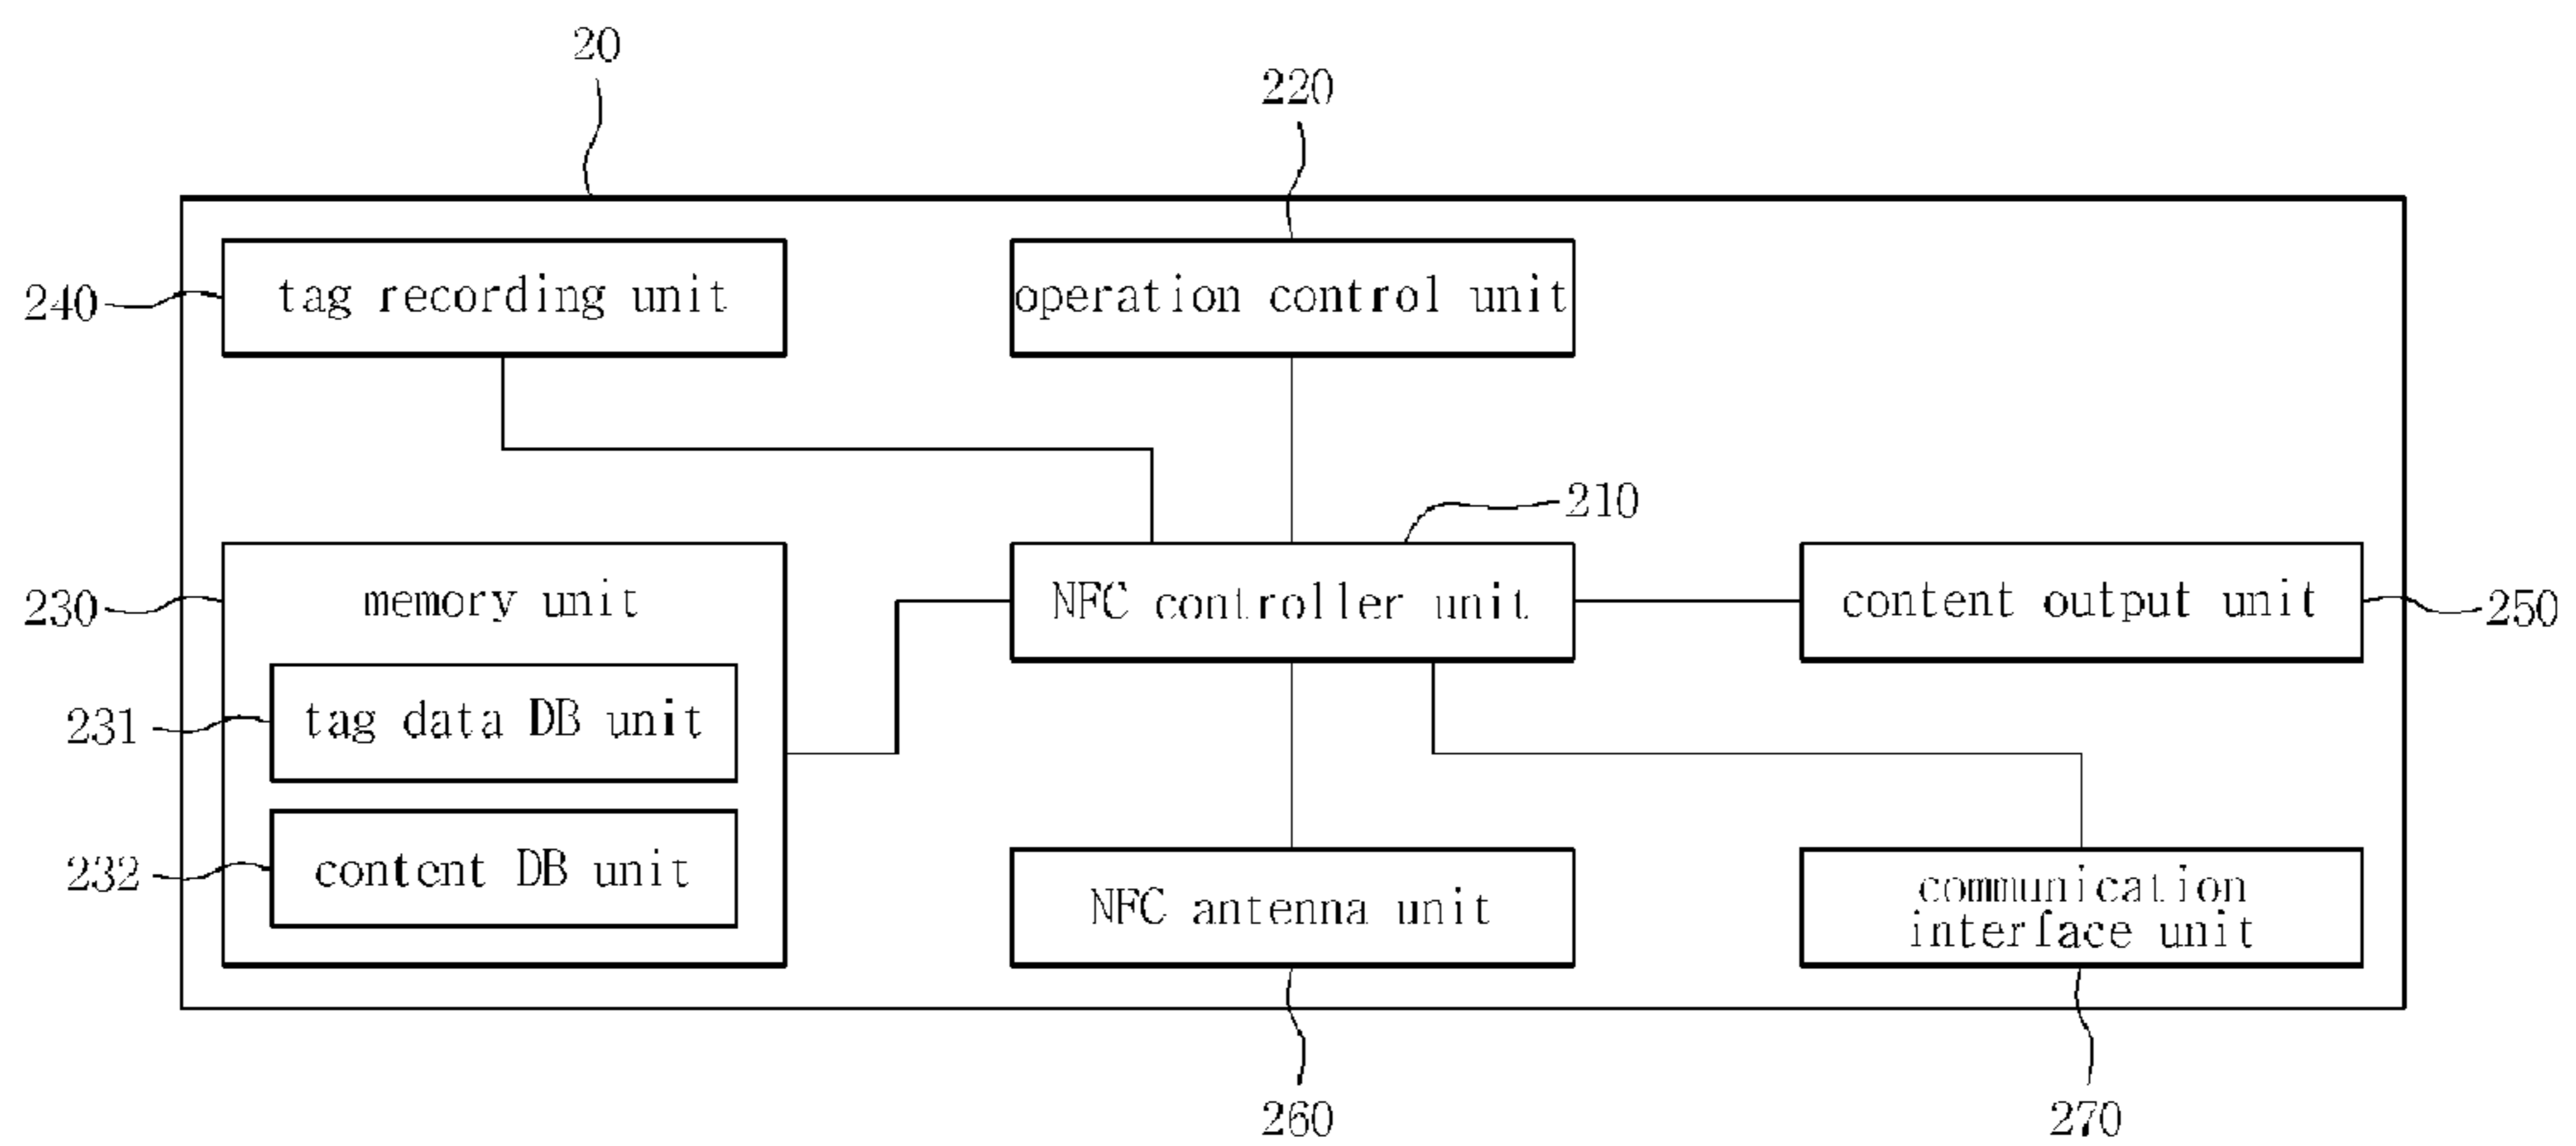 20
220
240
tag recording unit
operation control unit
210
230
memory unit
NFC controller unit
content output unit
250
231
tag data DB unit
232
content DB unit
NFC antenna unit
communication
interface unit
260
270